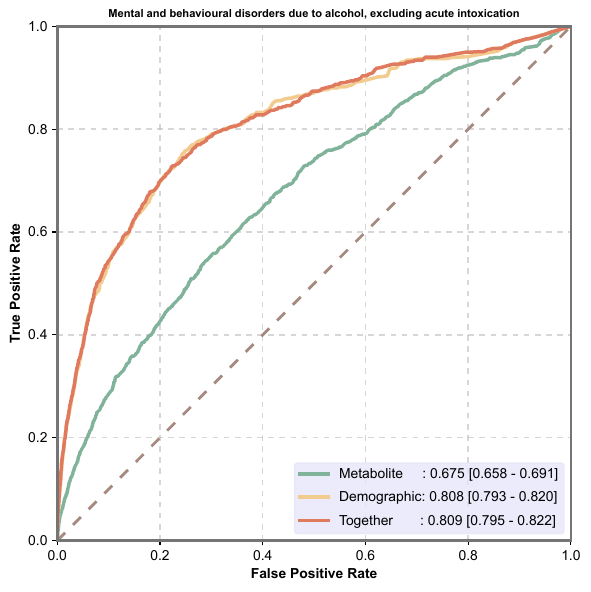 Mental and behavioural disorders due to alcohol, excluding acute intoxication
1.0
0.8
0.6
0.4
0.2
0.0
True Positive Rate
Metabolite : 0.675 [0.658 - 0.691]
Demographic: 0.808 [0.793 - 0.820]
Together : 0.809 [0.795 - 0.822]
0.0 0.2 0.4 0.6 0.8 1.0
False Positive Rate